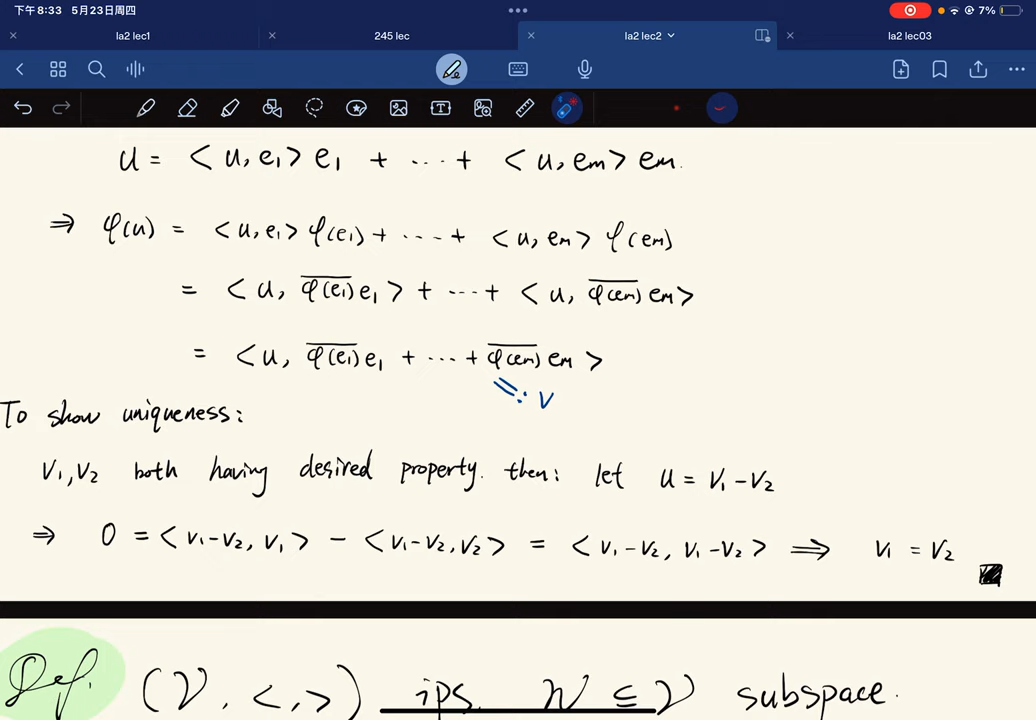 下午8:33 5月23日周四
7%
la2 lec1
245 lec
la2 lec2
la2 lec03
u = < u, e₁ > e₁ + ⋯ + < u, em > em.
⇒ φ(u) = < u, e₁ > φ(e₁) + ⋯ + < u, em > φ(em)
= < u, \overline{φ(e₁)} e₁ > + ⋯ + < u, \overline{φ(em)} em >
= < u, \overline{φ(e₁)} e₁ + ⋯ + \overline{φ(em)} em >
=: v
To show uniqueness:
V₁, V₂ both having desired property. then: let u = V₁ − V₂
⇒ 0 = < V₁−V₂, V₁ > − < V₁−V₂, V₂ > = < V₁−V₂, V₁−V₂ > ⟹ V₁ = V₂
Def. (V, <,>) ips. W ⊆ V subspace.